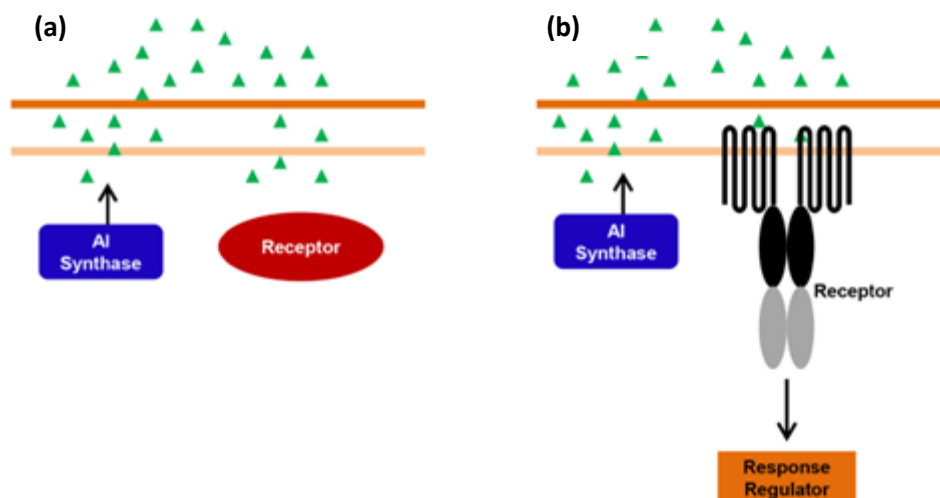 (a)
(b)
AI
Synthase
Receptor
AI
Synthase
Receptor
Response
Regulator